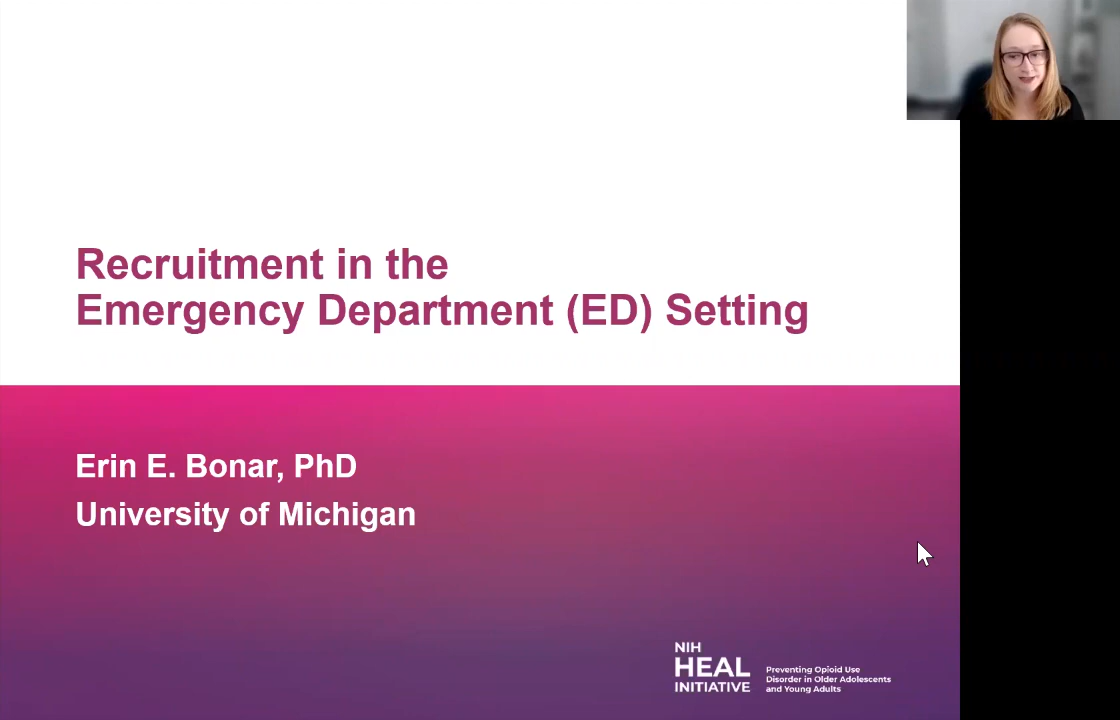 Recruitment in the
Emergency Department (ED) Setting
Erin E. Bonar, PhD
University of Michigan
NIH
HEAL
INITIATIVE
Preventing Opioid Use
Disorder in Older Adolescents
and Young Adults